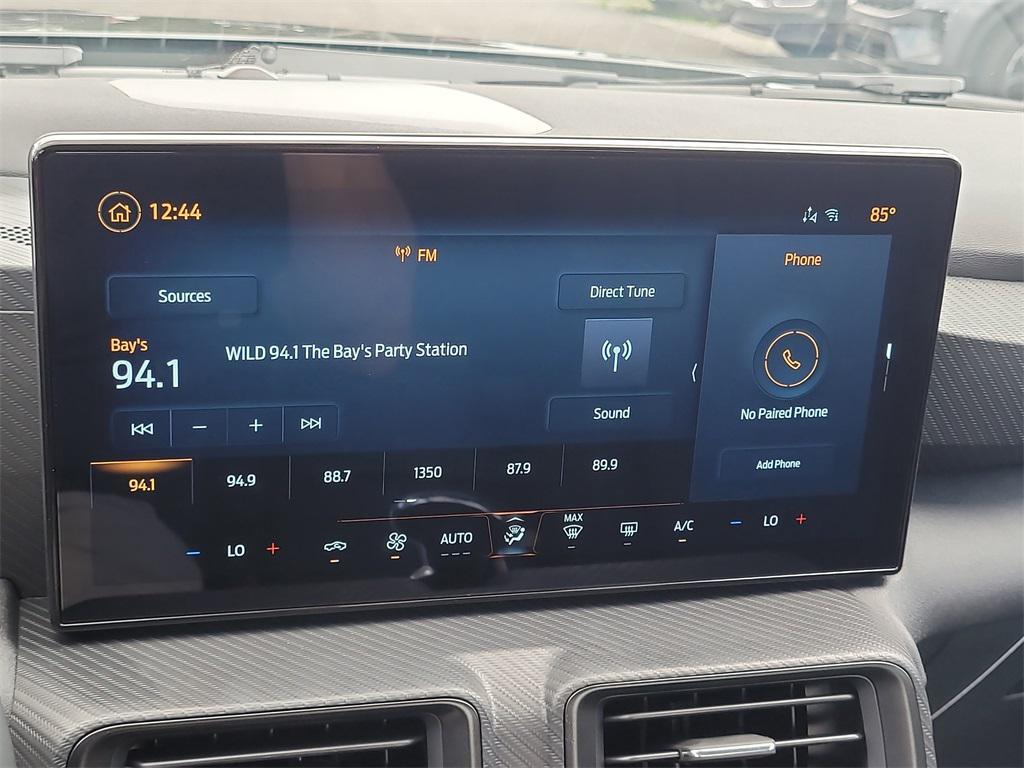 12:44
85°
FM
Phone
Sources
Direct Tune
Bay's
94.1
WILD 94.1 The Bay's Party Station
Sound
No Paired Phone
Add Phone
94.1
94.9
88.7
1350
87.9
89.9
LO
AUTO
MAX
A/C
LO